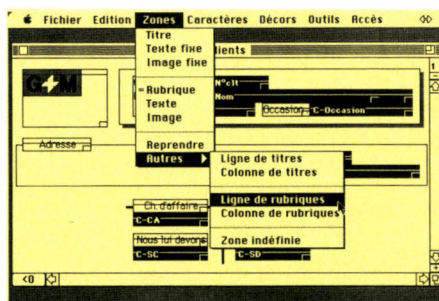 Fichier Edition Zones Caractères Décors Outils Accès
Titre
Texte fixe
Image fixe
Rubrique
Texte
Image
Reprendre
Autres
lients
G M
N°clt
Nom
Occasion C-Occasion
Adresse
Ligne de titres
Colonne de titres
Ligne de rubriques
Colonne de rubriques
Zone indéfinie
Ch. d'affaire
C-CA
Nous lui devons
C-SC
C-SD
<0